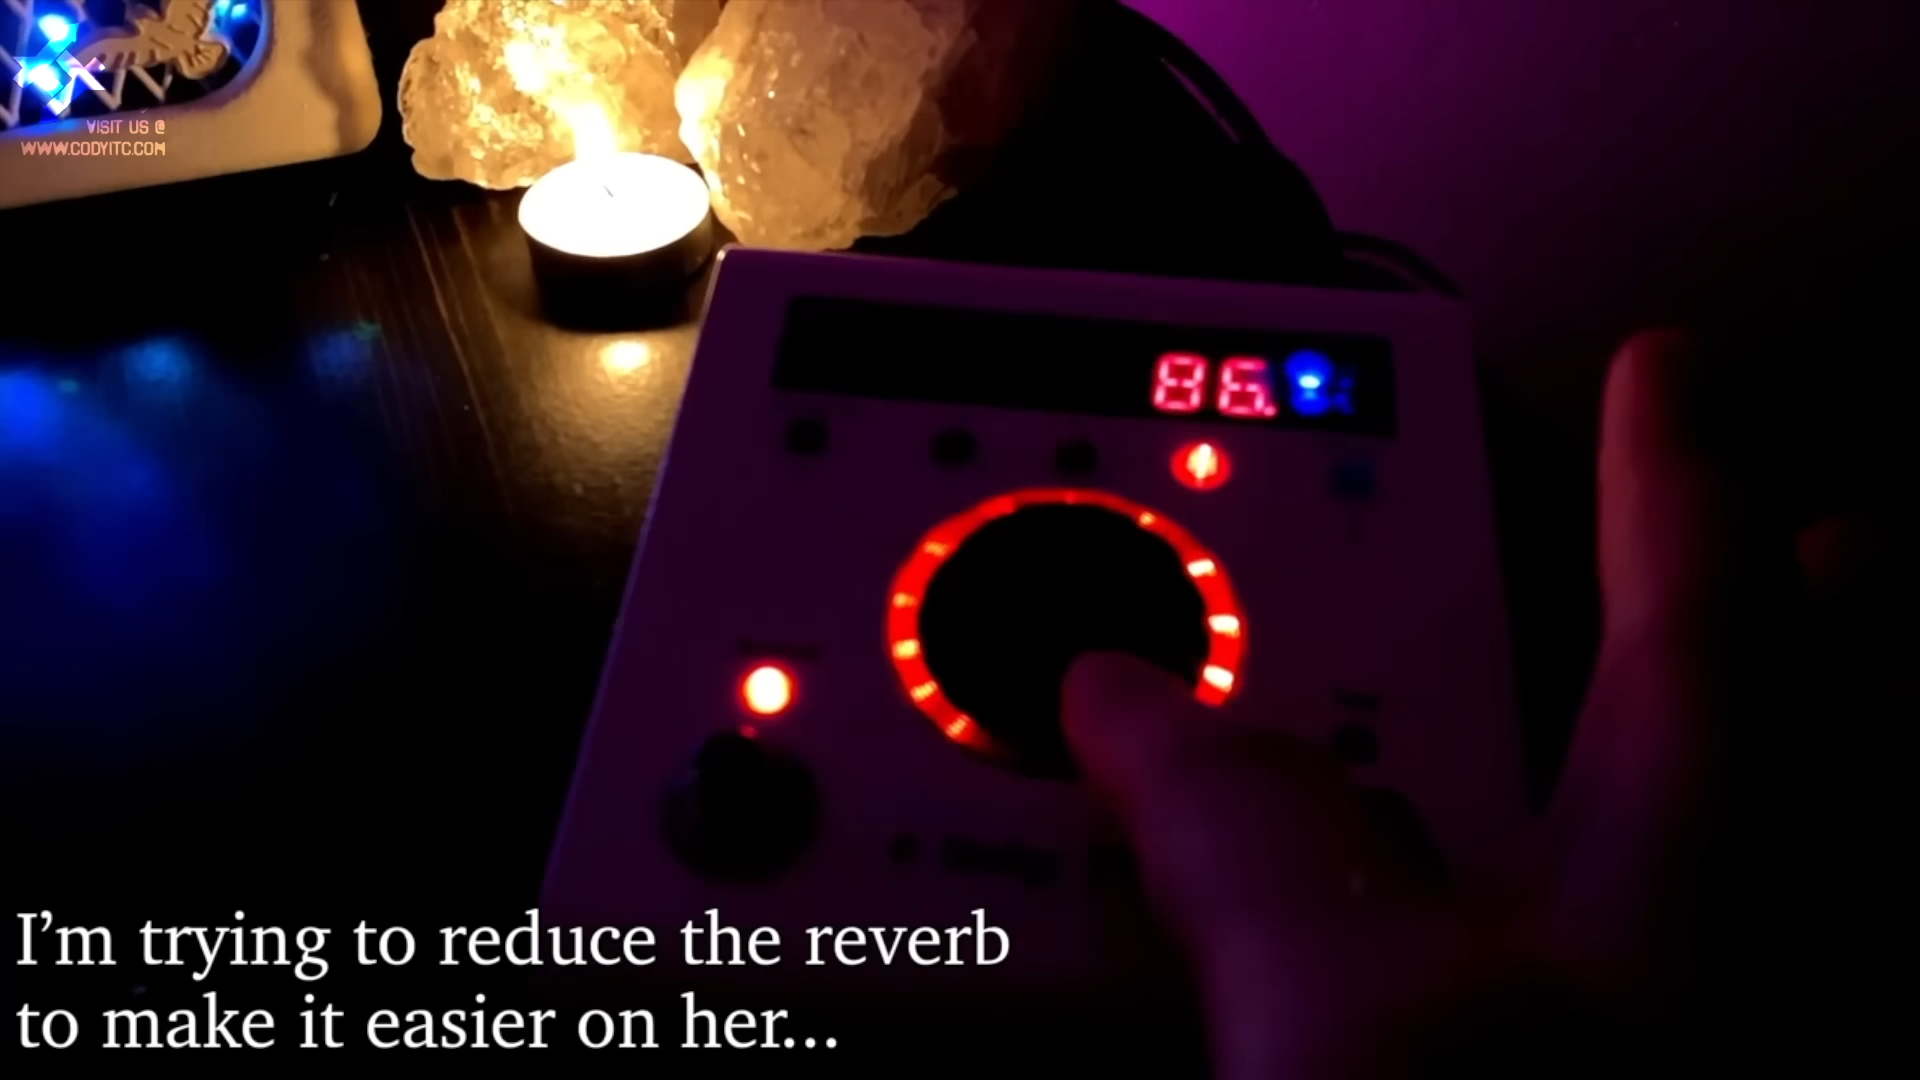 VISIT US @
WWW.CODYITC.COM
86.
I'm trying to reduce the reverb
to make it easier on her...